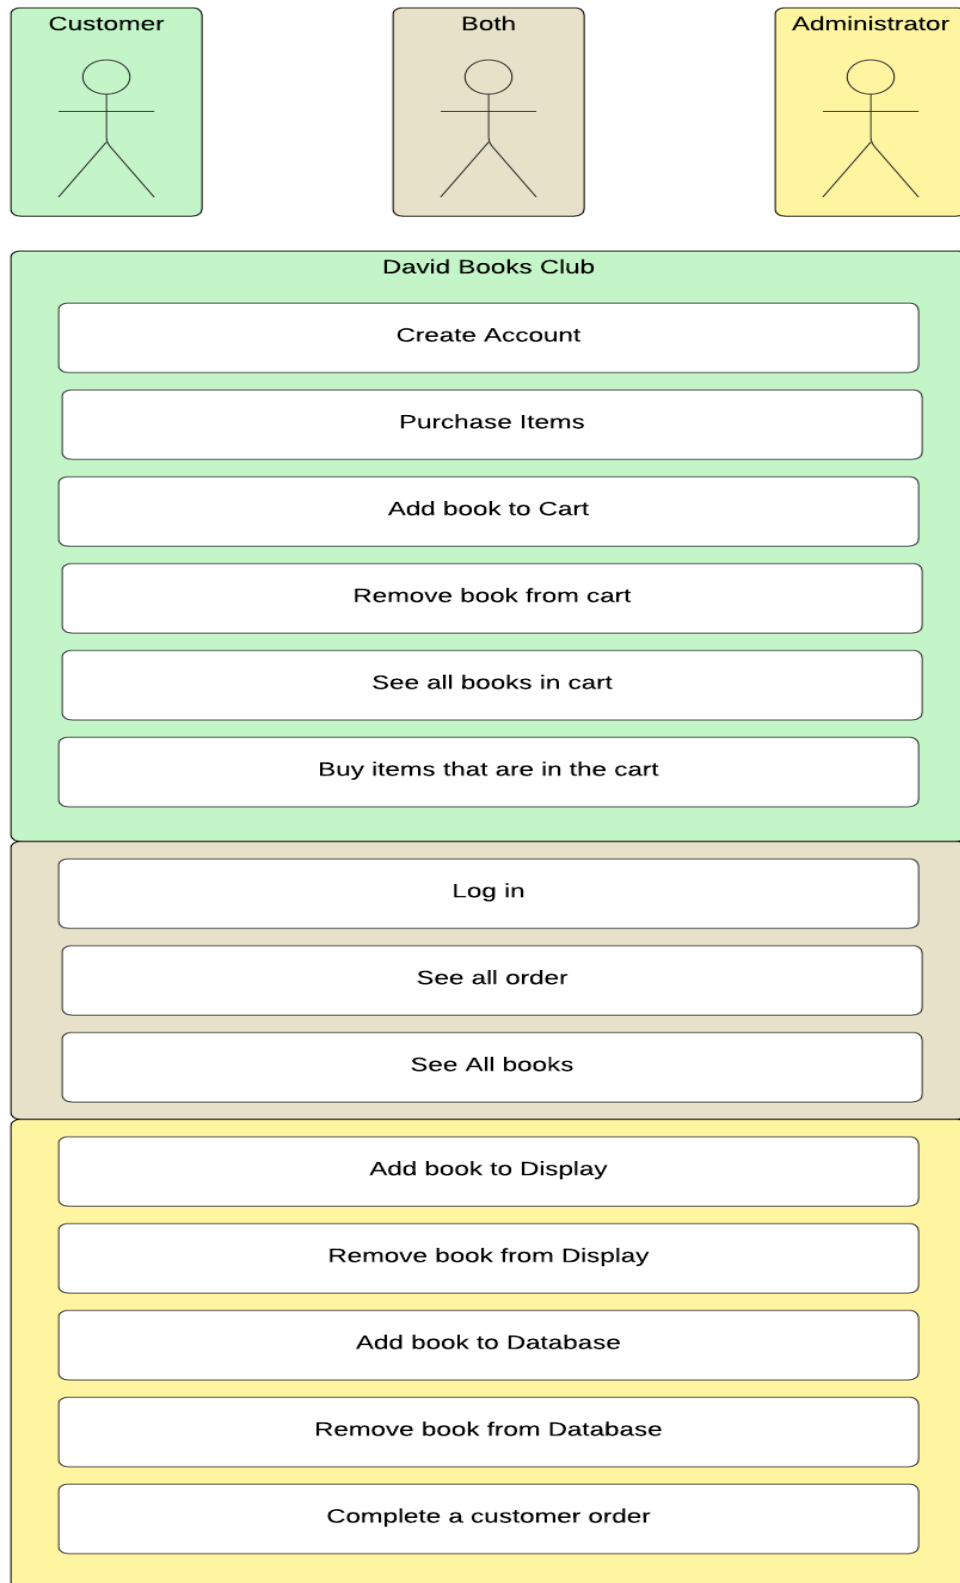 Customer
Both
Administrator
David Books Club
Create Account
Purchase Items
Add book to Cart
Remove book from cart
See all books in cart
Buy items that are in the cart
Log in
See all order
See All books
Add book to Display
Remove book from Display
Add book to Database
Remove book from Database
Complete a customer order